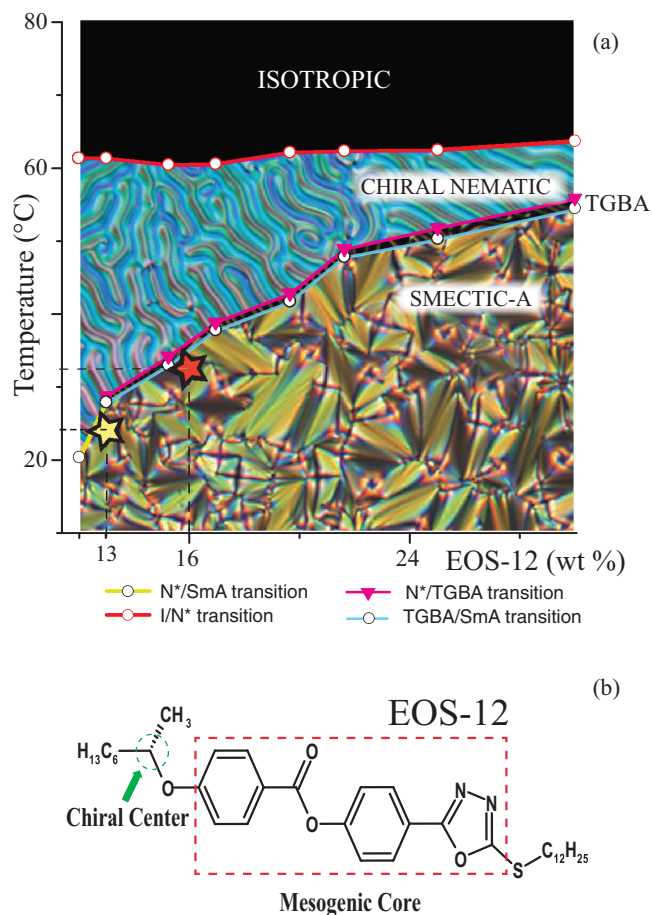 (a)
80
ISOTROPIC
60
CHIRAL NEMATIC
TGBA
Temperature (°C)
SMECTIC-A
20
13
16
24
EOS-12 (wt %)
N*/SmA transition
N*/TGBA transition
I/N* transition
TGBA/SmA transition
(b)
EOS-12
CH3
H13C6
O
O
N
N
Chiral Center
O
O
S
C12H25
Mesogenic Core